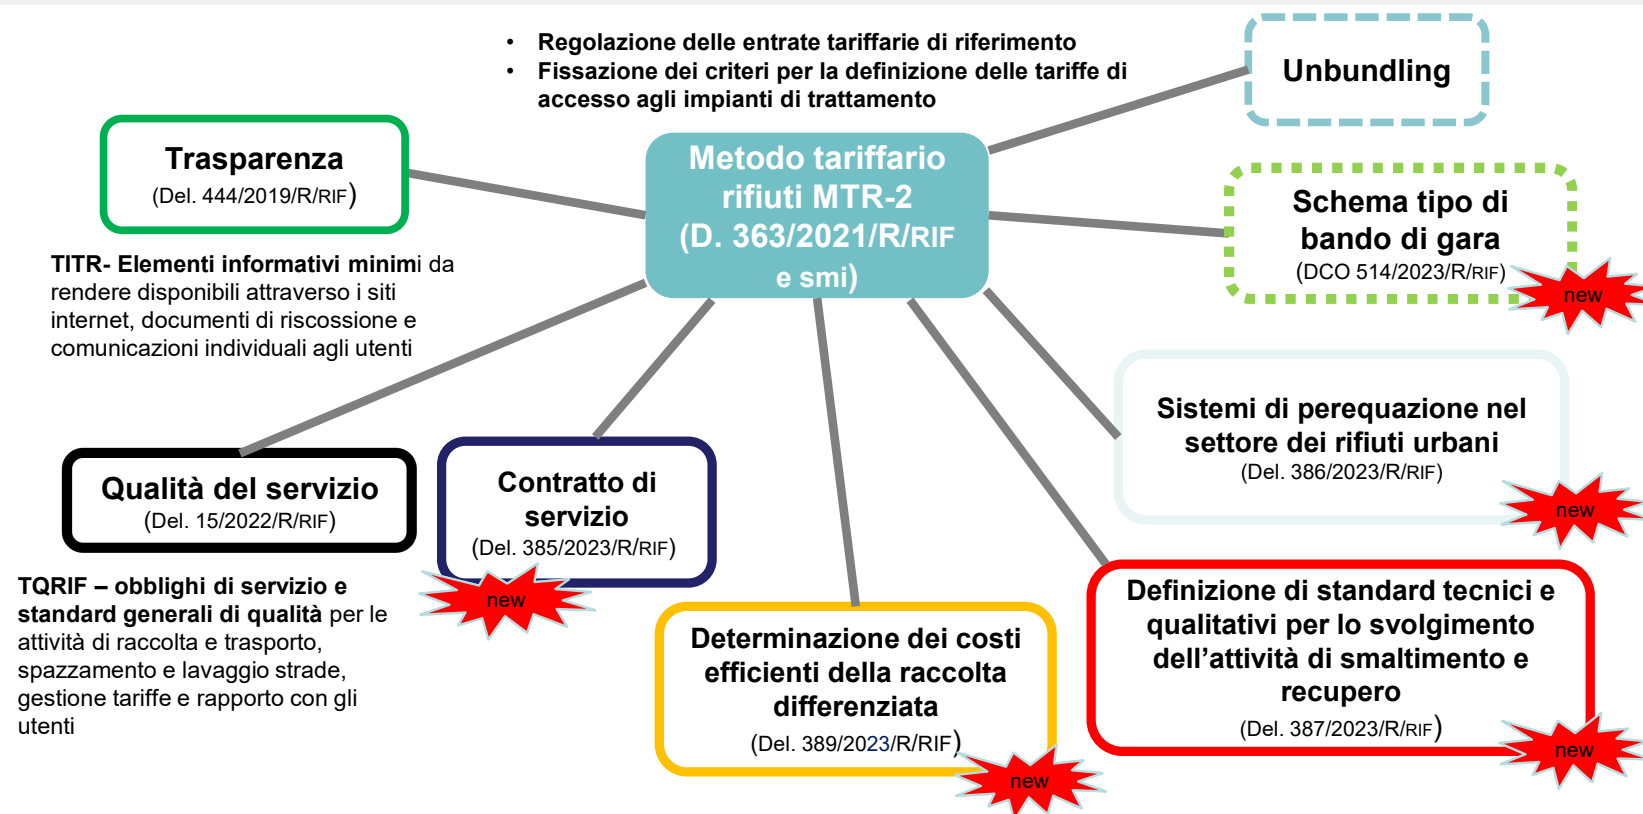 • Regolazione delle entrate tariffarie di riferimento
• Fissazione dei criteri per la definizione delle tariffe di
accesso agli impianti di trattamento
Unbundling
Trasparenza
(Del. 444/2019/R/RIF)
Metodo tariffario
rifiuti MTR-2
(D. 363/2021/R/RIF
e smi)
Schema tipo di
bando di gara
(DCO 514/2023/R/RIF)
new
TITR- Elementi informativi minimi da
rendere disponibili attraverso i siti
internet, documenti di riscossione e
comunicazioni individuali agli utenti
Sistemi di perequazione nel
settore dei rifiuti urbani
(Del. 386/2023/R/RIF)
new
Qualità del servizio
(Del. 15/2022/R/RIF)
Contratto di
servizio
(Del. 385/2023/R/RIF)
new
TQRIF – obblighi di servizio e
standard generali di qualità per le
attività di raccolta e trasporto,
spazzamento e lavaggio strade,
gestione tariffe e rapporto con gli
utenti
Determinazione dei costi
efficienti della raccolta
differenziata
(Del. 389/2023/R/RIF)
new
Definizione di standard tecnici e
qualitativi per lo svolgimento
dell’attività di smaltimento e
recupero
(Del. 387/2023/R/RIF)
new